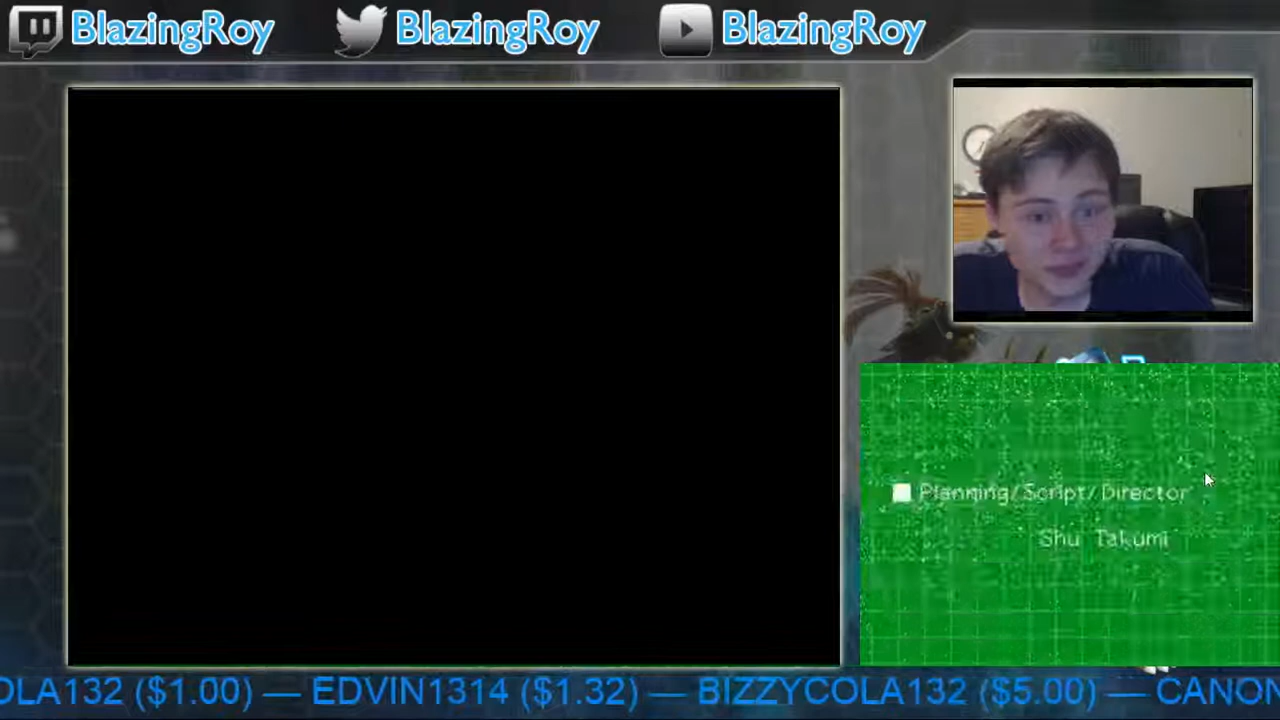 BlazingRoy BlazingRoy BlazingRoy
Planning/Script/Director
Shu Takumi
OLA132 ($1.00) — EDVIN1314 ($1.32) — BIZZYCOLA132 ($5.00) — CANON